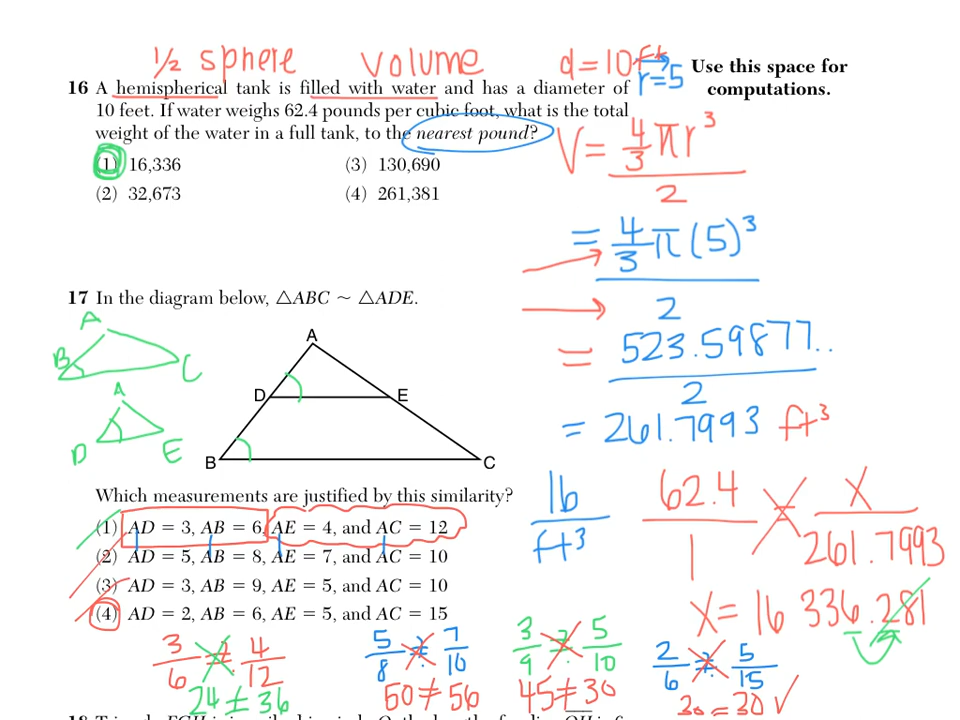 1/2 sphere volume d=10ft
r=5
Use this space for
computations.
16 A hemispherical tank is filled with water and has a diameter of
10 feet. If water weighs 62.4 pounds per cubic foot, what is the total
weight of the water in a full tank, to the nearest pound?
(1) 16,336 (3) 130,690
(2) 32,673 (4) 261,381
V = 4/3 πr³
2
= 4/3 π(5)³
2
= 523.59877..
2
= 261.7993 ft³
17 In the diagram below, △ABC ~ △ADE.
A
B C
A
D E
A
D E
B C
lb 62.4 x
ft³ 1 = 261.7993
x = 16 336.281
Which measurements are justified by this similarity?
(1) AD = 3, AB = 6, AE = 4, and AC = 12
(2) AD = 5, AB = 8, AE = 7, and AC = 10
(3) AD = 3, AB = 9, AE = 5, and AC = 10
(4) AD = 2, AB = 6, AE = 5, and AC = 15
3/6 ?= 4/12 5/8 ?= 7/10 3/9 ?= 5/10 2/6 ?= 5/15
24 ≠ 36 50 ≠ 56 45 ≠ 30 30 = 30 ✓